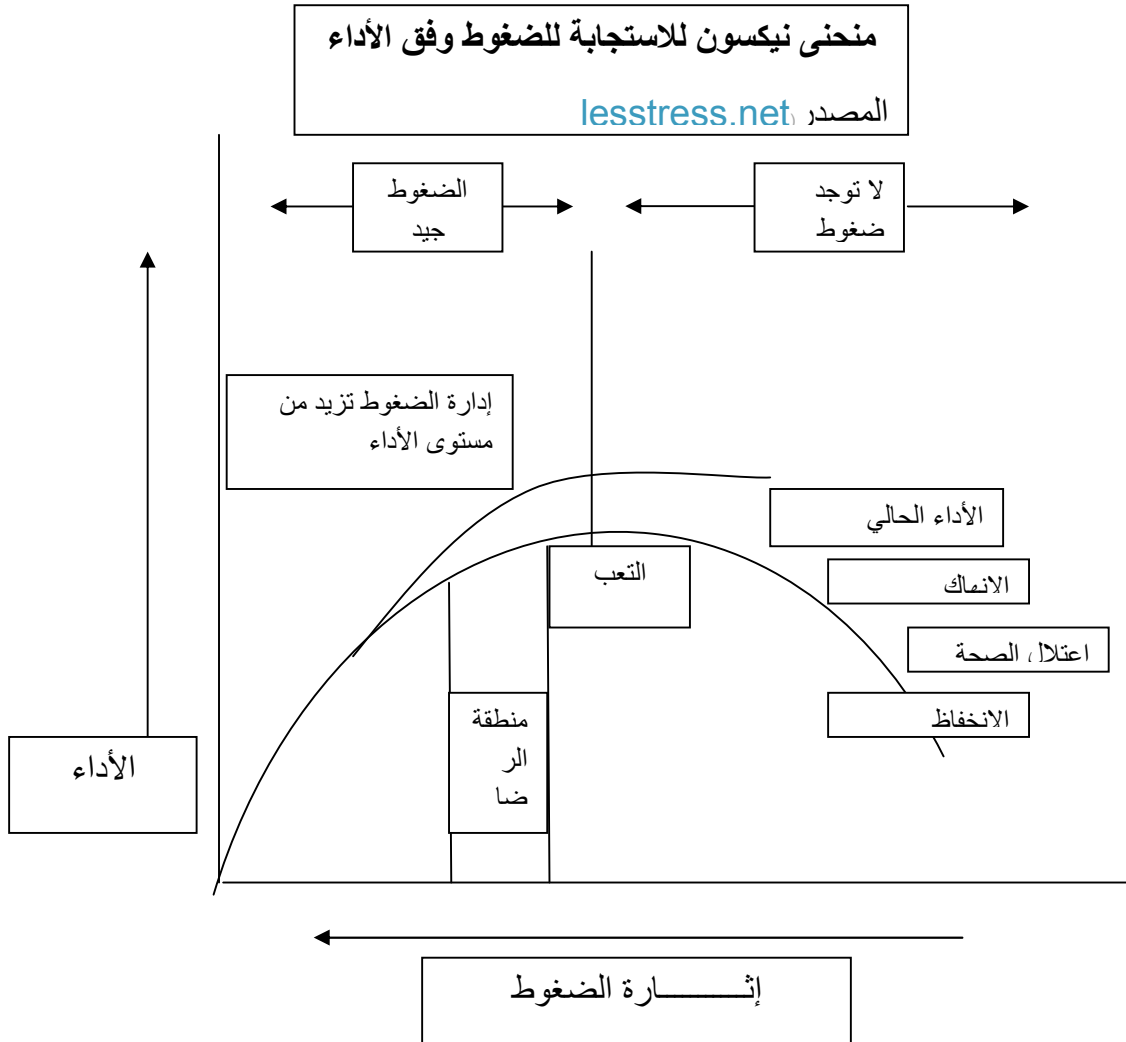 منحنى نيكسون للاستجابة للضغوط وفق الأداء
المصدر lesstress.net
لا توجد
ضغوط
الضغوط
جيد
إدارة الضغوط تزيد من
مستوى الأداء
الأداء الحالي
التعب
الانهاك
اعتلال الصحة
الانخفاظ
منطقة
الر
ضا
الأداء
إثــــــــارة الضغوط